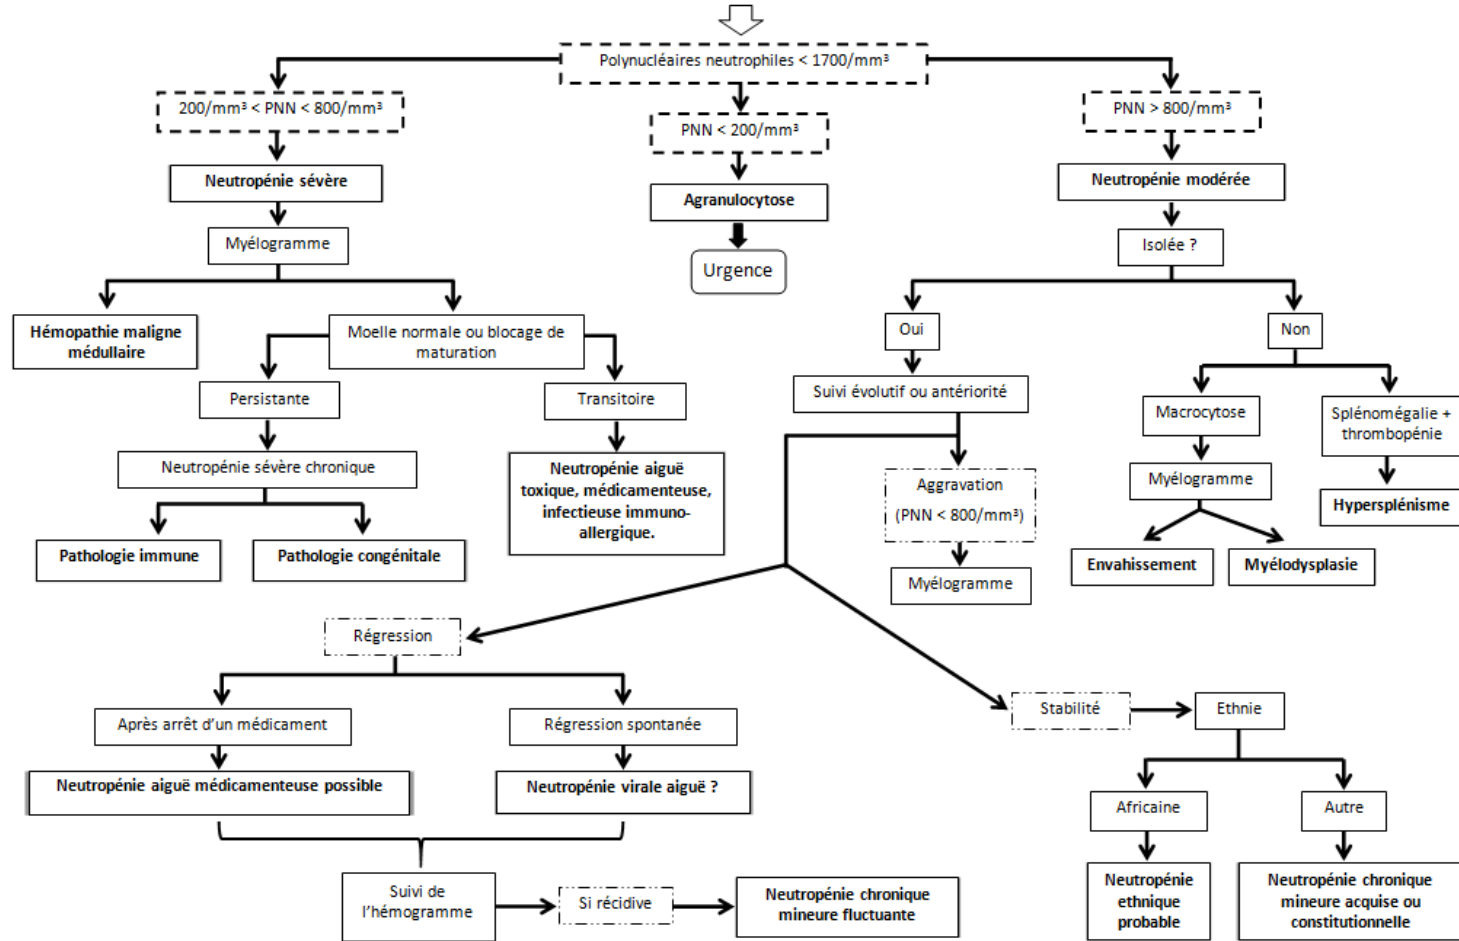 Polynucléaires neutrophiles < 1700/mm³
200/mm³ < PNN < 800/mm³
PNN < 200/mm³
PNN > 800/mm³
Neutropénie sévère
Agranulocytose
Neutropénie modérée
Myélogramme
Urgence
Isolée ?
Hémopathie maligne
médullaire
Moelle normale ou blocage de
maturation
Oui
Non
Persistante
Transitoire
Suivi évolutif ou antériorité
Macrocytose
Splénomégalie +
thrombopénie
Neutropénie sévère chronique
Neutropénie aiguë
toxique, médicamenteuse,
infectieuse immuno-
allergique.
Aggravation
(PNN < 800/mm³)
Myélogramme
Hypersplénisme
Pathologie immune
Pathologie congénitale
Myélogramme
Envahissement
Myélodysplasie
Régression
Stabilité
Ethnie
Après arrêt d’un médicament
Régression spontanée
Neutropénie aiguë médicamenteuse possible
Neutropénie virale aiguë ?
Africaine
Autre
Suivi de
l’hémogramme
Si récidive
Neutropénie chronique
mineure fluctuante
Neutropénie
ethnique
probable
Neutropénie chronique
mineure acquise ou
constitutionnelle